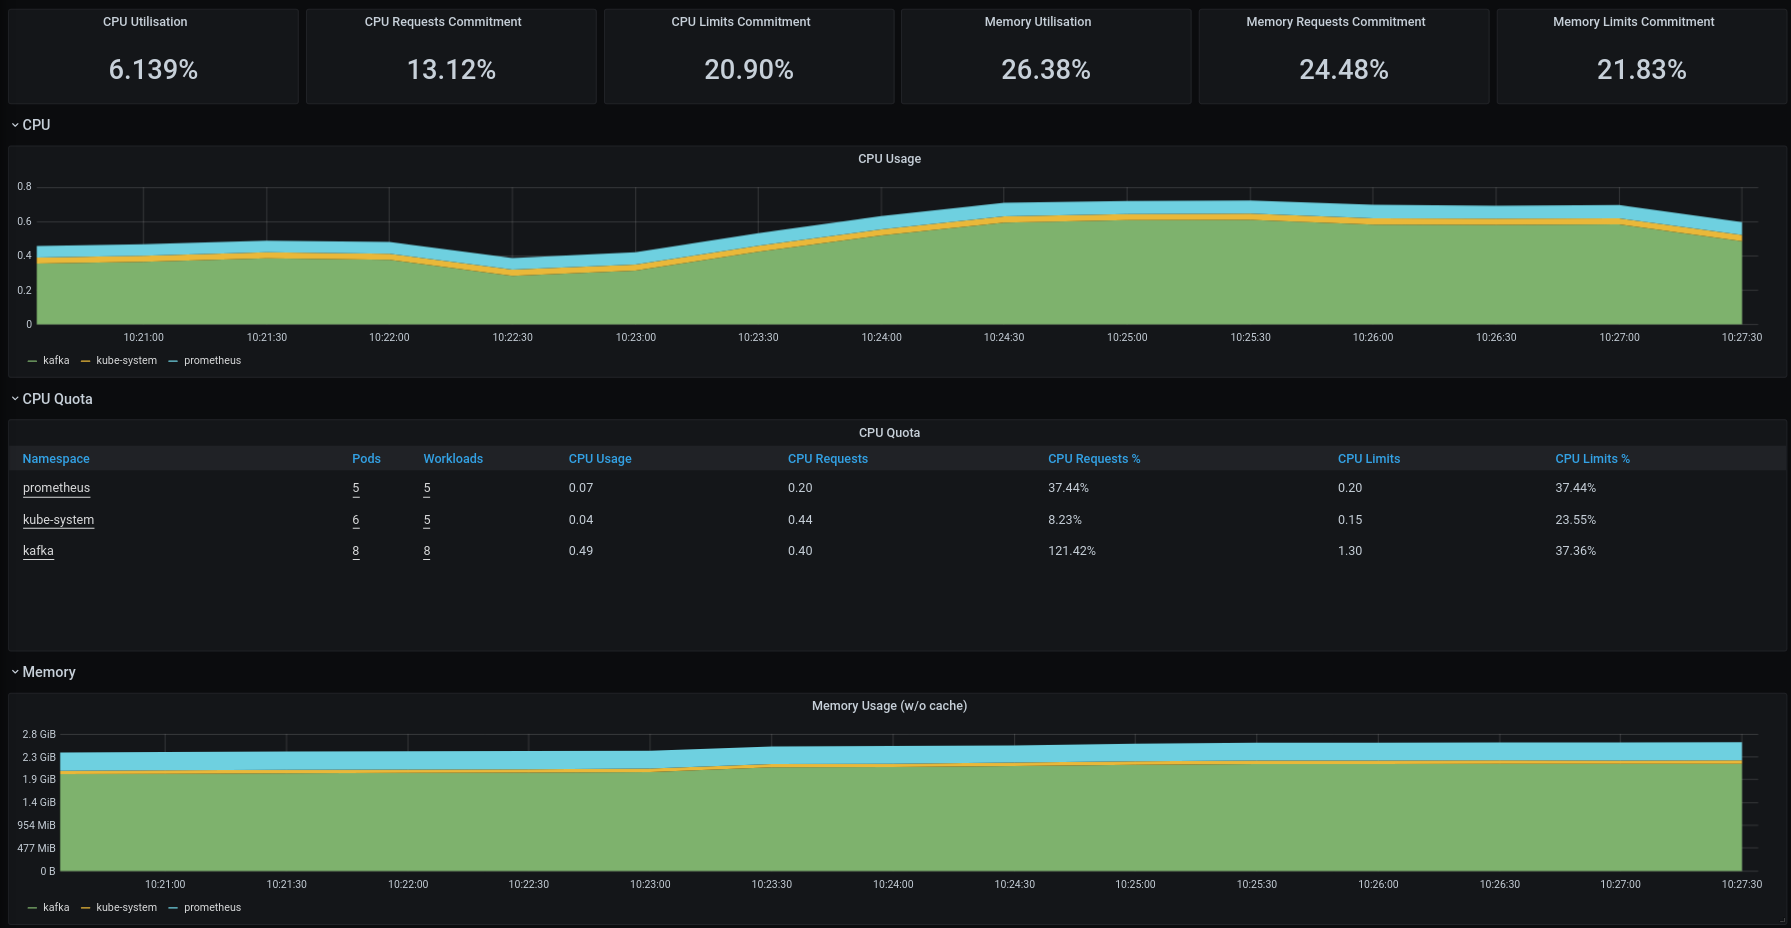 CPU Utilisation
6.139%
CPU Requests Commitment
13.12%
CPU Limits Commitment
20.90%
Memory Utilisation
26.38%
Memory Requests Commitment
24.48%
Memory Limits Commitment
21.83%
CPU
CPU Usage
0.8
0.6
0.4
0.2
0
10:21:00 10:21:30 10:22:00 10:22:30 10:23:00 10:23:30 10:24:00 10:24:30 10:25:00 10:25:30 10:26:00 10:26:30 10:27:00 10:27:30
kafka kube-system prometheus
CPU Quota
CPU Quota
Namespace Pods Workloads CPU Usage CPU Requests CPU Requests % CPU Limits CPU Limits %
prometheus 5 5 0.07 0.20 37.44% 0.20 37.44%
kube-system 6 5 0.04 0.44 8.23% 0.15 23.55%
kafka 8 8 0.49 0.40 121.42% 1.30 37.36%
Memory
Memory Usage (w/o cache)
2.8 GiB
2.3 GiB
1.9 GiB
1.4 GiB
954 MiB
477 MiB
0 B
10:21:00 10:21:30 10:22:00 10:22:30 10:23:00 10:23:30 10:24:00 10:24:30 10:25:00 10:25:30 10:26:00 10:26:30 10:27:00 10:27:30
kafka kube-system prometheus